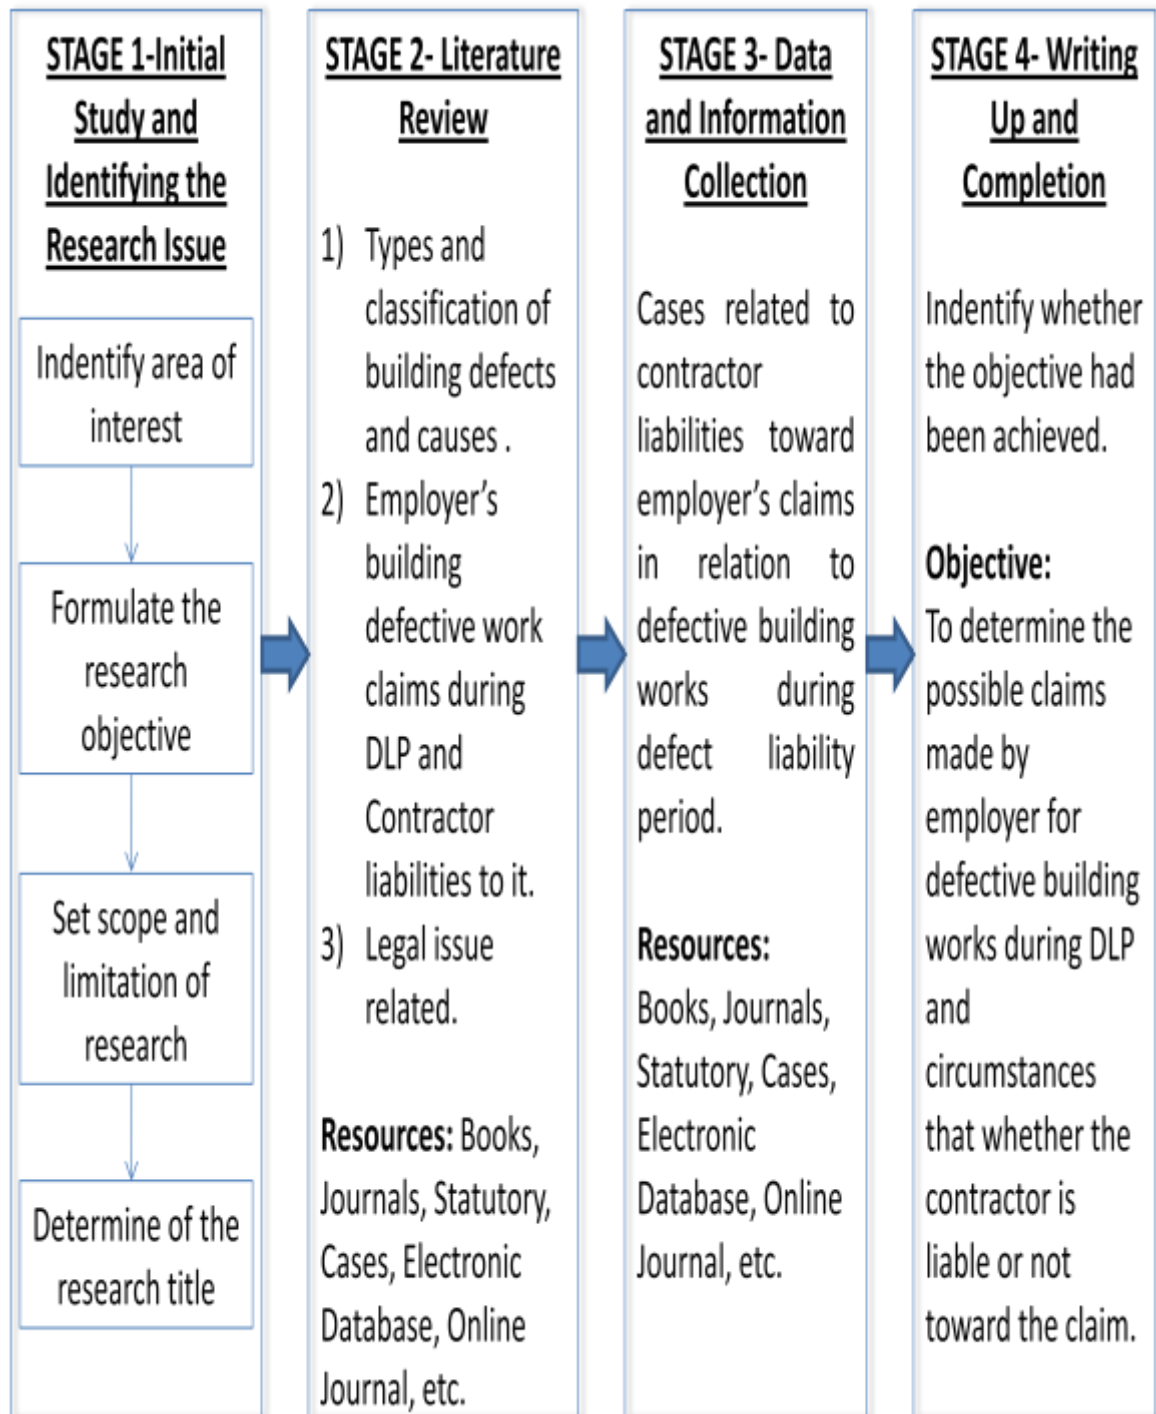 STAGE 1-Initial
Study and
Identifying the
Research Issue
Indentify area of
interest
Formulate the
research
objective
Set scope and
limitation of
research
Determine of the
research title
STAGE 2- Literature
Review
1) Types and
classification of
building defects
and causes .
2) Employer's
building
defective work
claims during
DLP and
Contractor
liabilities to it.
3) Legal issue
related.
Resources: Books,
Journals, Statutory,
Cases, Electronic
Database, Online
Journal, etc.
STAGE 3- Data
and Information
Collection
Cases related to
contractor
liabilities toward
employer's claims
in relation to
defective building
works during
defect liability
period.
Resources:
Books, Journals,
Statutory, Cases,
Electronic
Database, Online
Journal, etc.
STAGE 4- Writing
Up and
Completion
Indentify whether
the objective had
been achieved.
Objective:
To determine the
possible claims
made by
employer for
defective building
works during DLP
and
circumstances
that whether the
contractor is
liable or not
toward the claim.